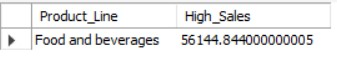 Product_Line High_Sales
Food and beverages 56144.844000000005